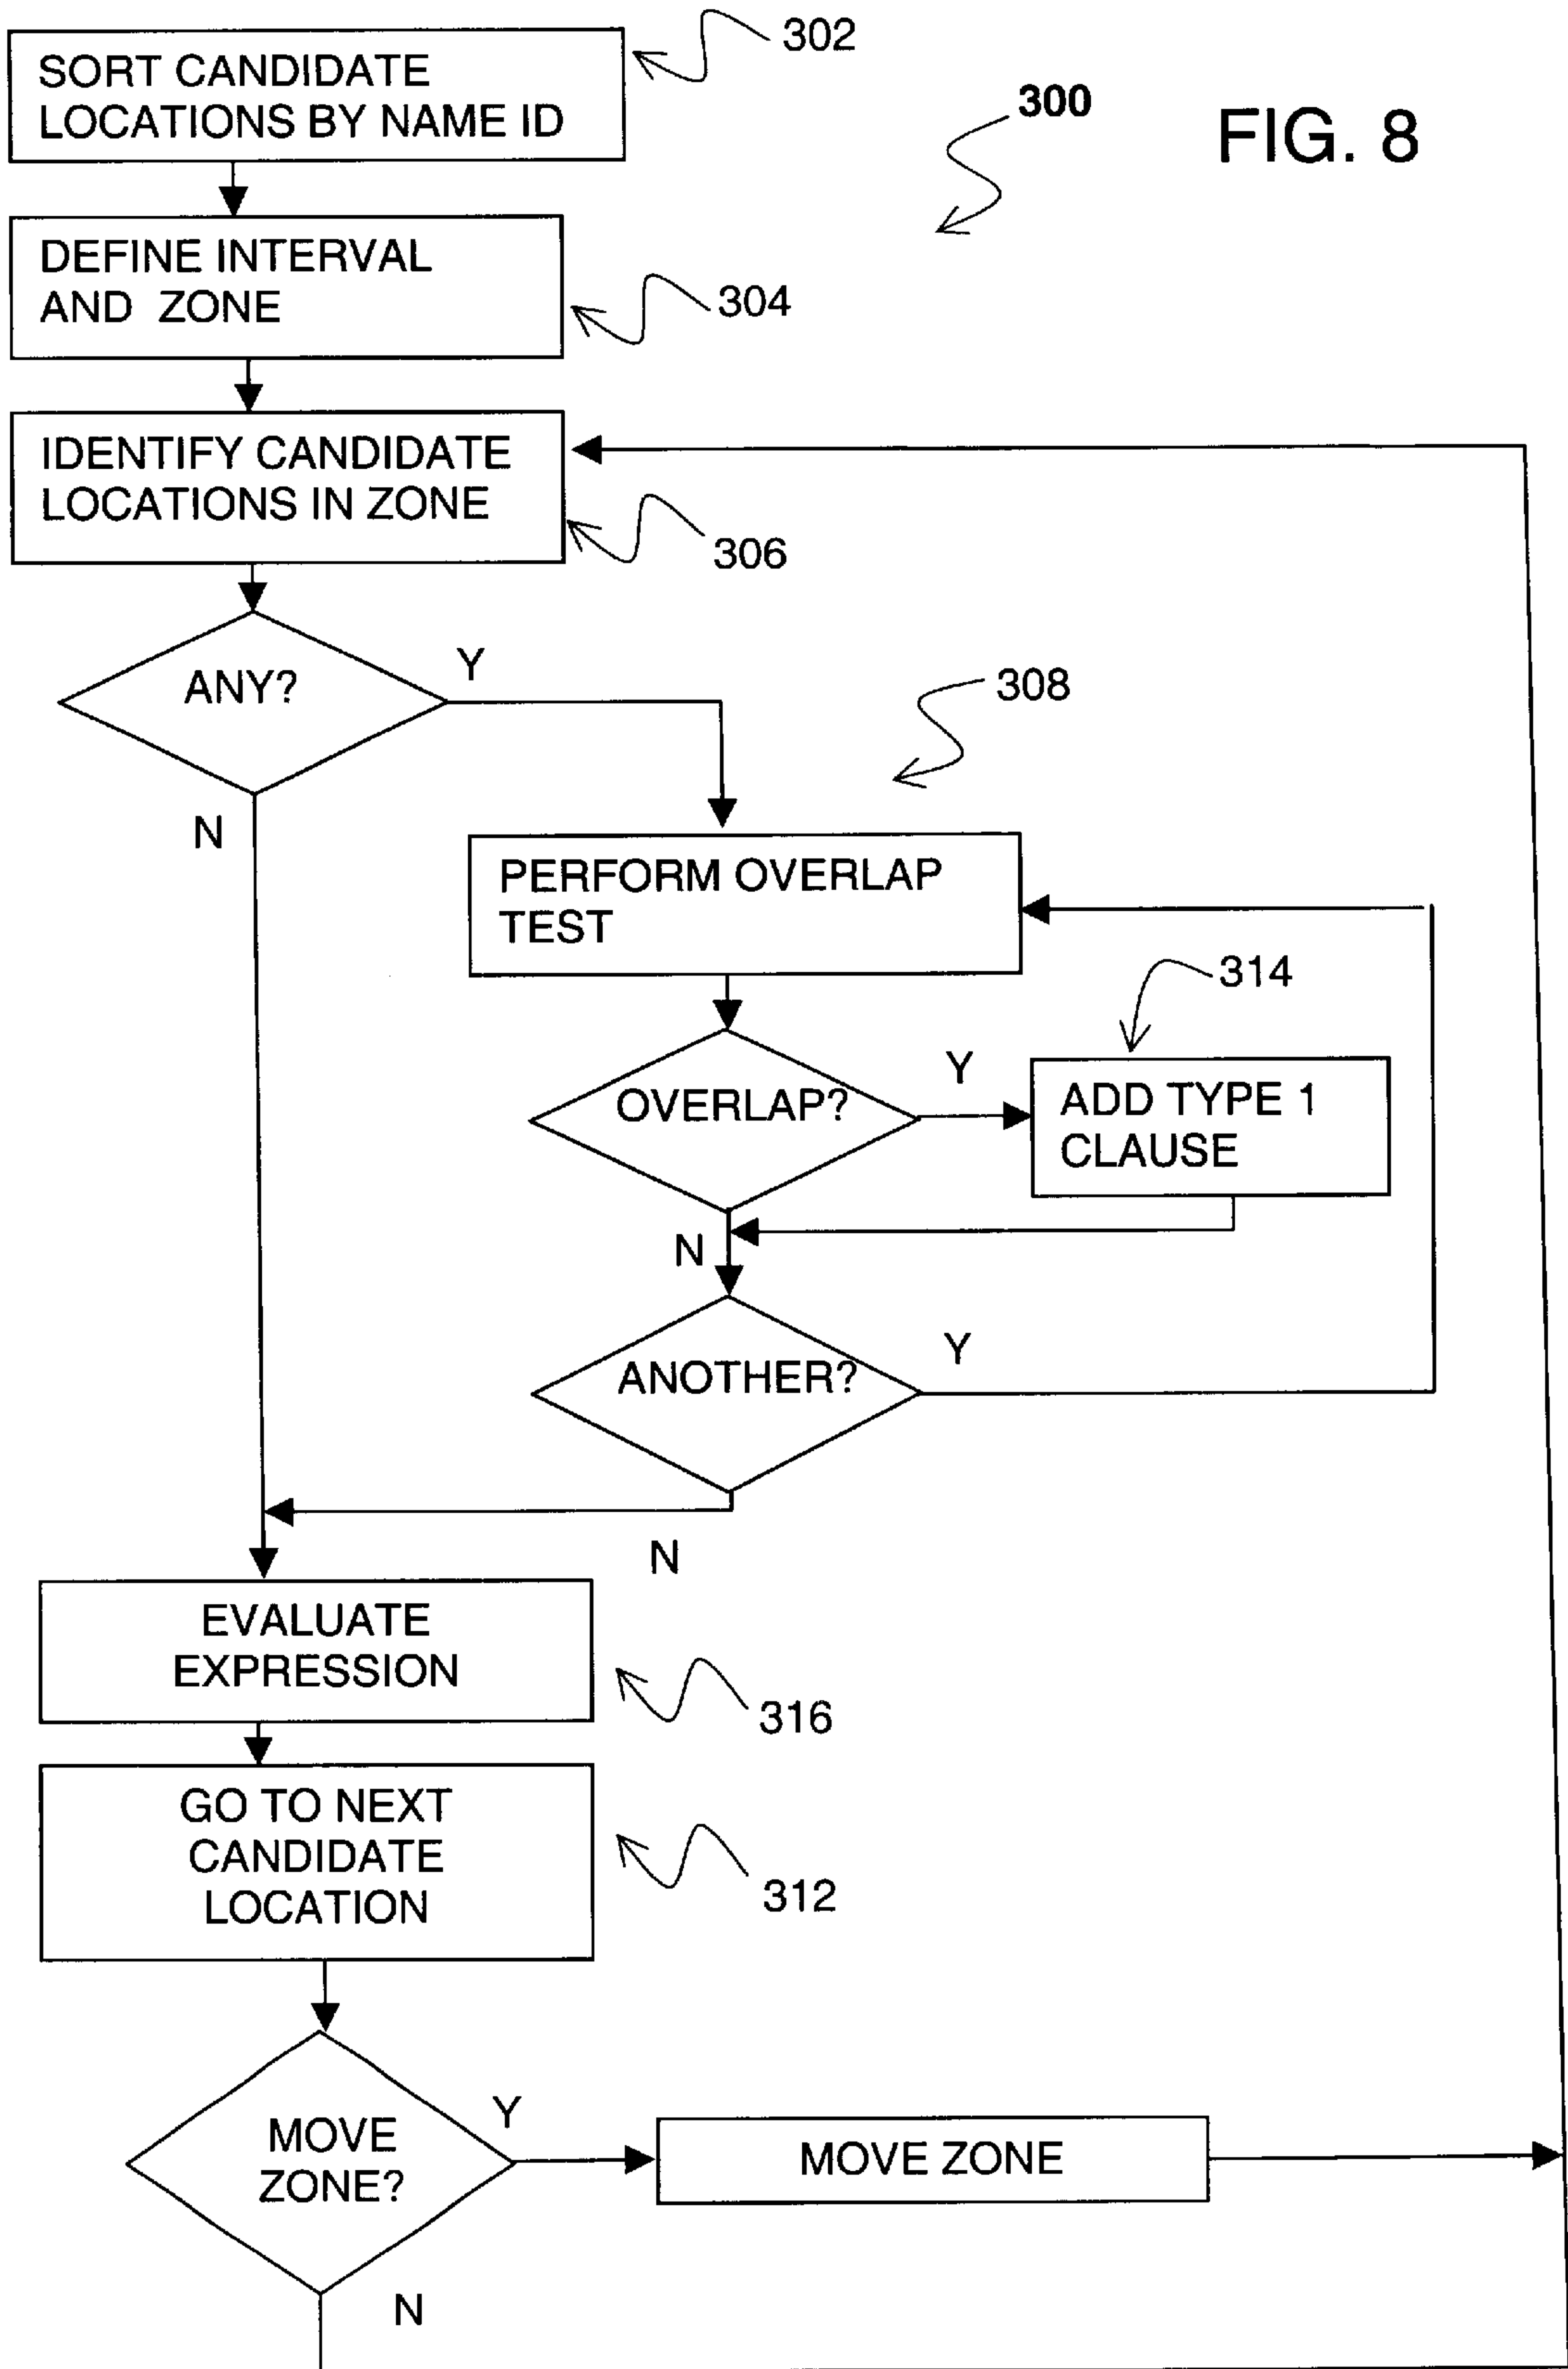 302
SORT CANDIDATE
LOCATIONS BY NAME ID
300
FIG. 8
DEFINE INTERVAL
AND ZONE
304
IDENTIFY CANDIDATE
LOCATIONS IN ZONE
306
ANY?
Y
N
308
PERFORM OVERLAP
TEST
314
OVERLAP?
Y
ADD TYPE 1
CLAUSE
N
ANOTHER?
Y
N
EVALUATE
EXPRESSION
316
GO TO NEXT
CANDIDATE
LOCATION
312
MOVE
ZONE?
Y
MOVE ZONE
N